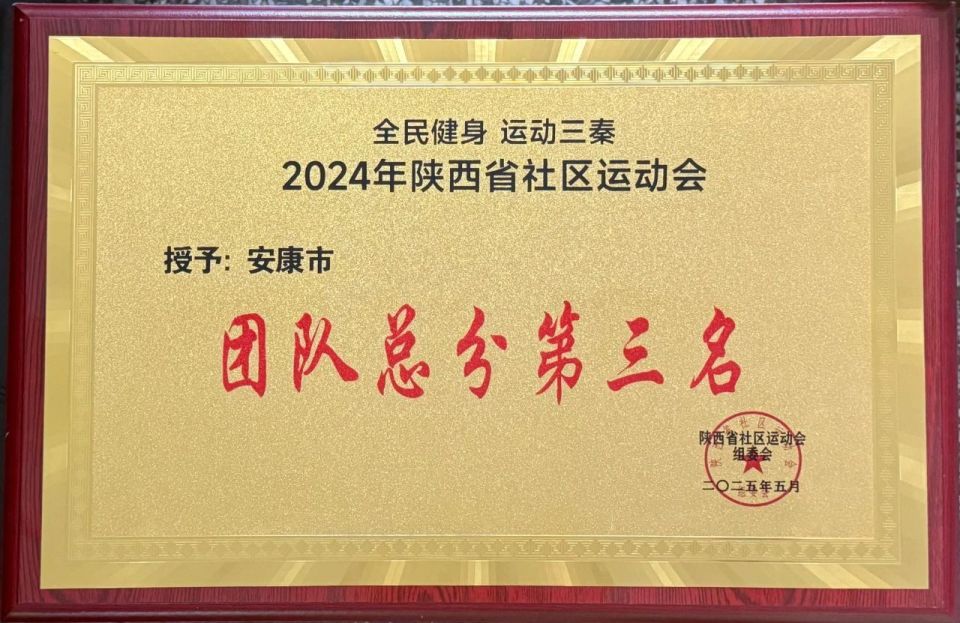 全民健身 运动三秦
2024年陕西省社区运动会
授予: 安康市
团队总分第三名
陕西省社区运动会
组委会
二〇二五年五月